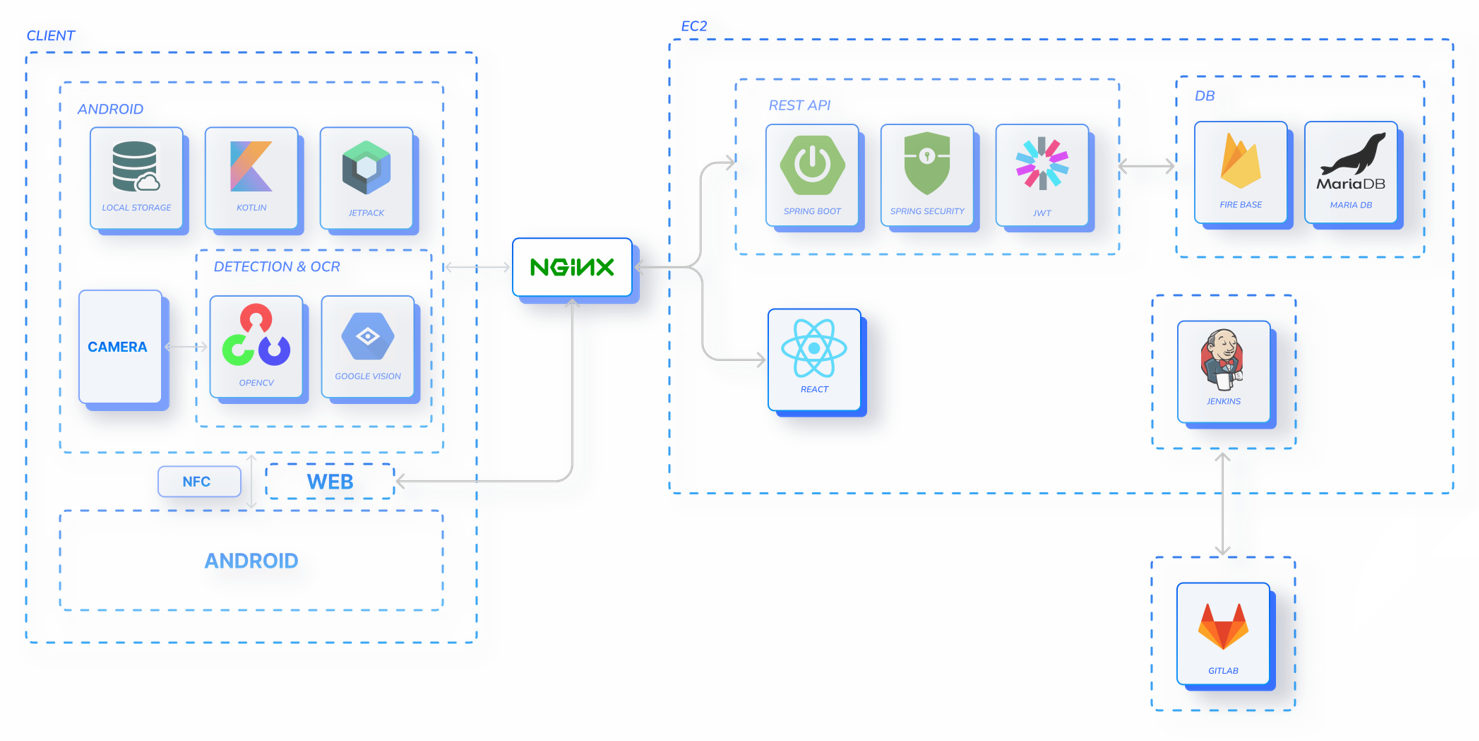 CLIENT
ANDROID
LOCAL STORAGE
KOTLIN
JETPACK
DETECTION & OCR
CAMERA
OPENCV
GOOGLE VISION
NFC
WEB
ANDROID
NGINX
EC2
REST API
SPRING BOOT
SPRING SECURITY
JWT
DB
FIRE BASE
MariaDB
MARIA DB
REACT
JENKINS
GITLAB